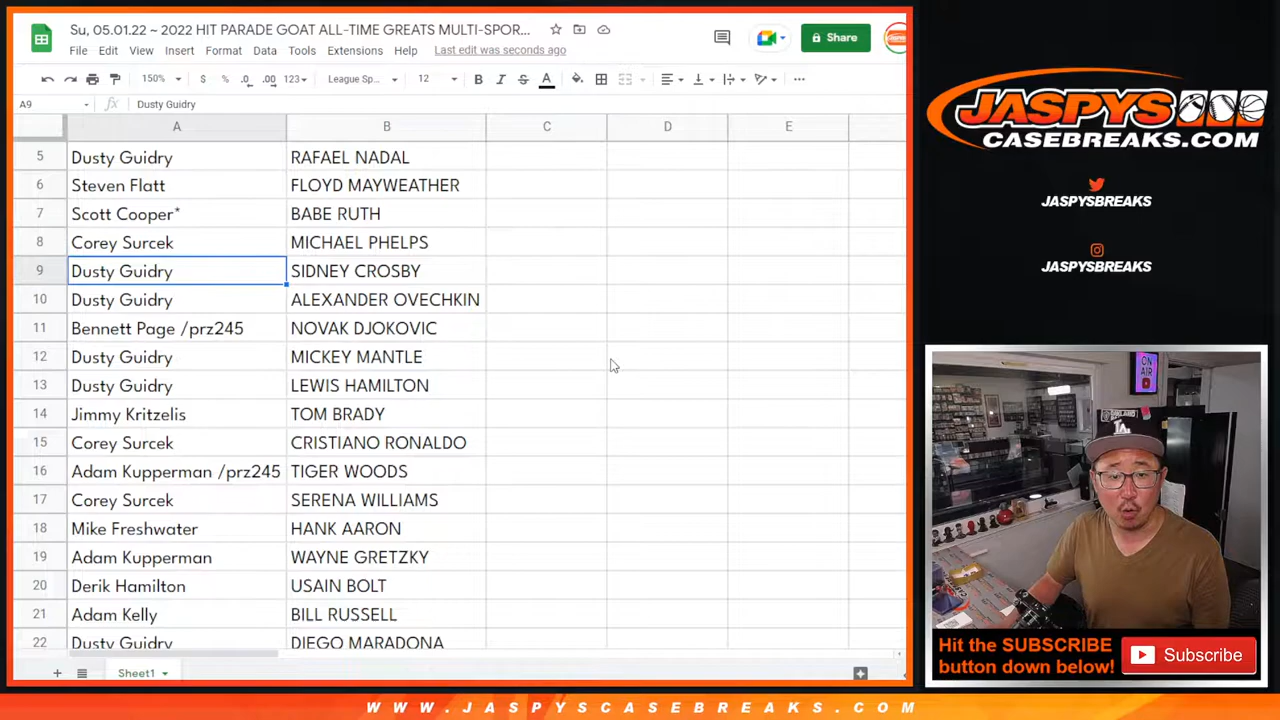 Su, 05.01.22 ~ 2022 HIT PARADE GOAT ALL-TIME GREATS MULTI-SPOR...
File Edit View Insert Format Data Tools Extensions Help Last edit was seconds ago
Share
150% $ % .0 .00 123 League Sp... 12 B I S A
A9 fx Dusty Guidry
A B C D E
5 Dusty Guidry RAFAEL NADAL
6 Steven Flatt FLOYD MAYWEATHER
7 Scott Cooper* BABE RUTH
8 Corey Surcek MICHAEL PHELPS
9 Dusty Guidry SIDNEY CROSBY
10 Dusty Guidry ALEXANDER OVECHKIN
11 Bennett Page /prz245 NOVAK DJOKOVIC
12 Dusty Guidry MICKEY MANTLE
13 Dusty Guidry LEWIS HAMILTON
14 Jimmy Kritzelis TOM BRADY
15 Corey Surcek CRISTIANO RONALDO
16 Adam Kupperman /prz245 TIGER WOODS
17 Corey Surcek SERENA WILLIAMS
18 Mike Freshwater HANK AARON
19 Adam Kupperman WAYNE GRETZKY
20 Derik Hamilton USAIN BOLT
21 Adam Kelly BILL RUSSELL
22 Dusty Guidry DIEGO MARADONA
Sheet1
JASPYS
CASEBREAKS.COM
JASPYSBREAKS
JASPYSBREAKS
ON
AIR
LA
Hit the SUBSCRIBE
button down below!
Subscribe
WWW.JASPYSCASEBREAKS.COM